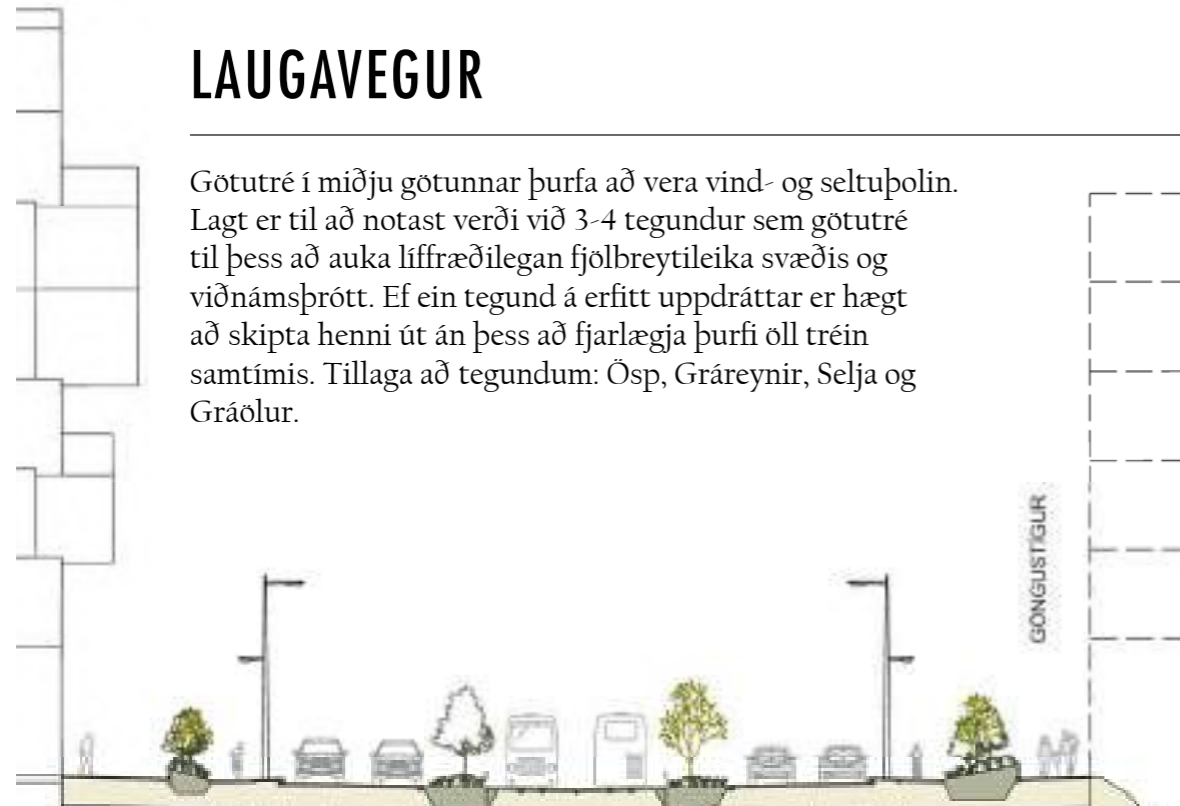 LAUGAVEGUR
Götutré í miðju götunnar þurfa að vera vind- og seltuþolin.
Lagt er til að notast verði við 3-4 tegundur sem götutré
til þess að auka líffræðilegan fjölbreytileika svæðis og
viðnámsþrótt. Ef ein tegund á erfitt uppdráttar er hægt
að skipta henni út án þess að fjarlægja þurfi öll tréin
samtímis. Tillaga að tegundum: Ösp, Gráreynir, Selja og
Gráölur.
GÖNGUSTÍGUR